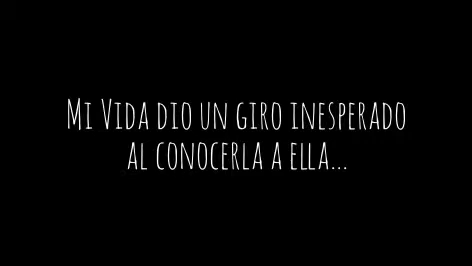 Mi Vida dio un giro inesperado
al conocerla a ella...